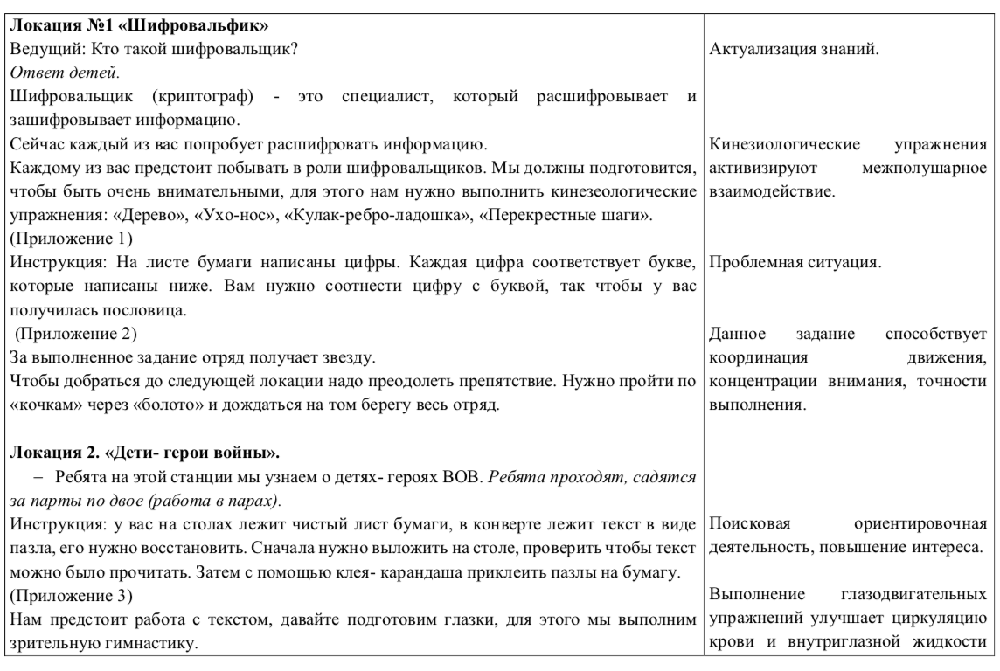 Локация №1 «Шифровальфик»
Ведущий: Кто такой шифровальщик?
Ответ детей.
Шифровальщик (криптограф) - это специалист, который расшифровывает и
зашифровывает информацию.
Сейчас каждый из вас попробует расшифровать информацию.
Каждому из вас предстоит побывать в роли шифровальщиков. Мы должны подготовится,
чтобы быть очень внимательными, для этого нам нужно выполнить кинезеологические
упражнения: «Дерево», «Ухо-нос», «Кулак-ребро-ладошка», «Перекрестные шаги».
(Приложение 1)
Инструкция: На листе бумаги написаны цифры. Каждая цифра соответствует букве,
которые написаны ниже. Вам нужно соотнести цифру с буквой, так чтобы у вас
получилась пословица.
(Приложение 2)
За выполненное задание отряд получает звезду.
Чтобы добраться до следующей локации надо преодолеть препятствие. Нужно пройти по
«кочкам» через «болото» и дождаться на том берегу весь отряд.
Локация 2. «Дети- герои войны».
– Ребята на этой станции мы узнаем о детях- героях ВОВ. Ребята проходят, садятся
за парты по двое (работа в парах).
Инструкция: у вас на столах лежит чистый лист бумаги, в конверте лежит текст в виде
пазла, его нужно восстановить. Сначала нужно выложить на столе, проверить чтобы текст
можно было прочитать. Затем с помощью клея- карандаша приклеить пазлы на бумагу.
(Приложение 3)
Нам предстоит работа с текстом, давайте подготовим глазки, для этого мы выполним
зрительную гимнастику.
Актуализация знаний.
Кинезиологические упражнения
активизируют межполушарное
взаимодействие.
Проблемная ситуация.
Данное задание способствует
координация движения,
концентрации внимания, точности
выполнения.
Поисковая ориентировочная
деятельность, повышение интереса.
Выполнение глазодвигательных
упражнений улучшает циркуляцию
крови и внутриглазной жидкости